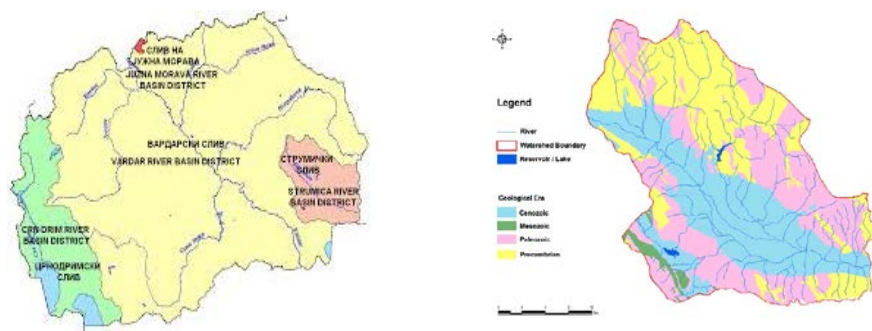 СЛИВ НА
ЈУЖНА МОРАВА
JUZNA MORAVA RIVER
BASIN DISTRICT
ВАРДАРСКИ СЛИВ
VARDAR RIVER BASIN DISTRICT
СТРУМИЧКИ
СЛИВ
STRUMICA RIVER
BASIN DISTRICT
CRN DRIM RIVER
BASIN DISTRICT
ЦРНОДРИМСКИ
СЛИВ
Legend
River
Watershed Boundary
Reservoir / Lake
Geological Era
Cenozoic
Mesozoic
Paleozoic
Precambrian